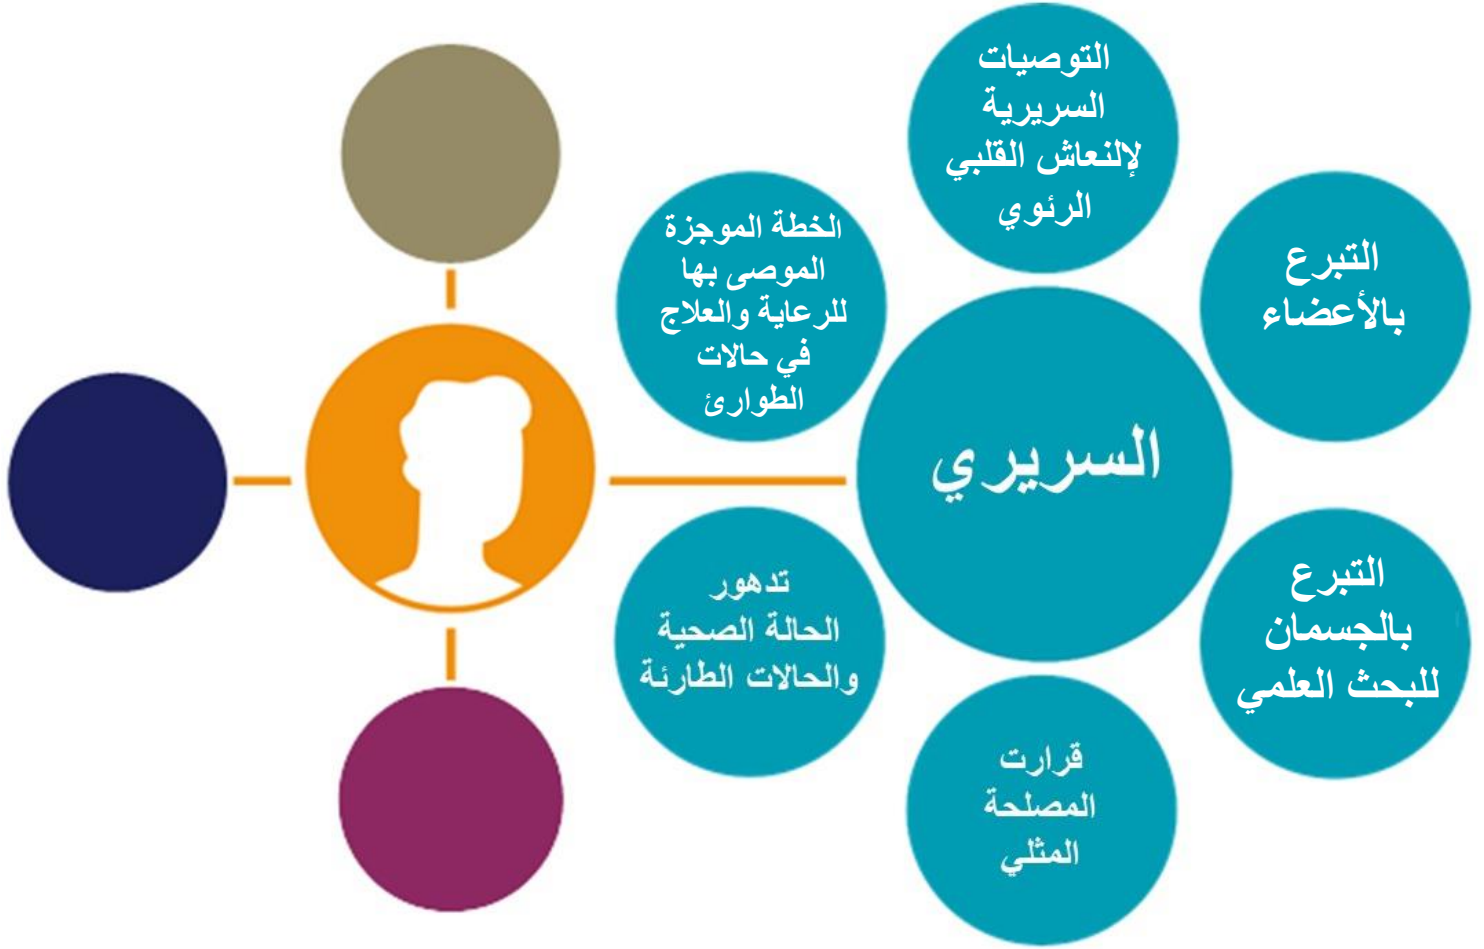 التوصيات
السريرية
لإلنعاش القلبي
الرئوي
التبرع
بالأعضاء
الخطة الموجزة
الموصى بها
للرعاية والعلاج
في حالات
الطوارئ
السريري
التبرع
بالجسمان
للبحث العلمي
تدهور
الحالة الصحية
والحالات الطارئة
قرارت
المصلحة
المثلي